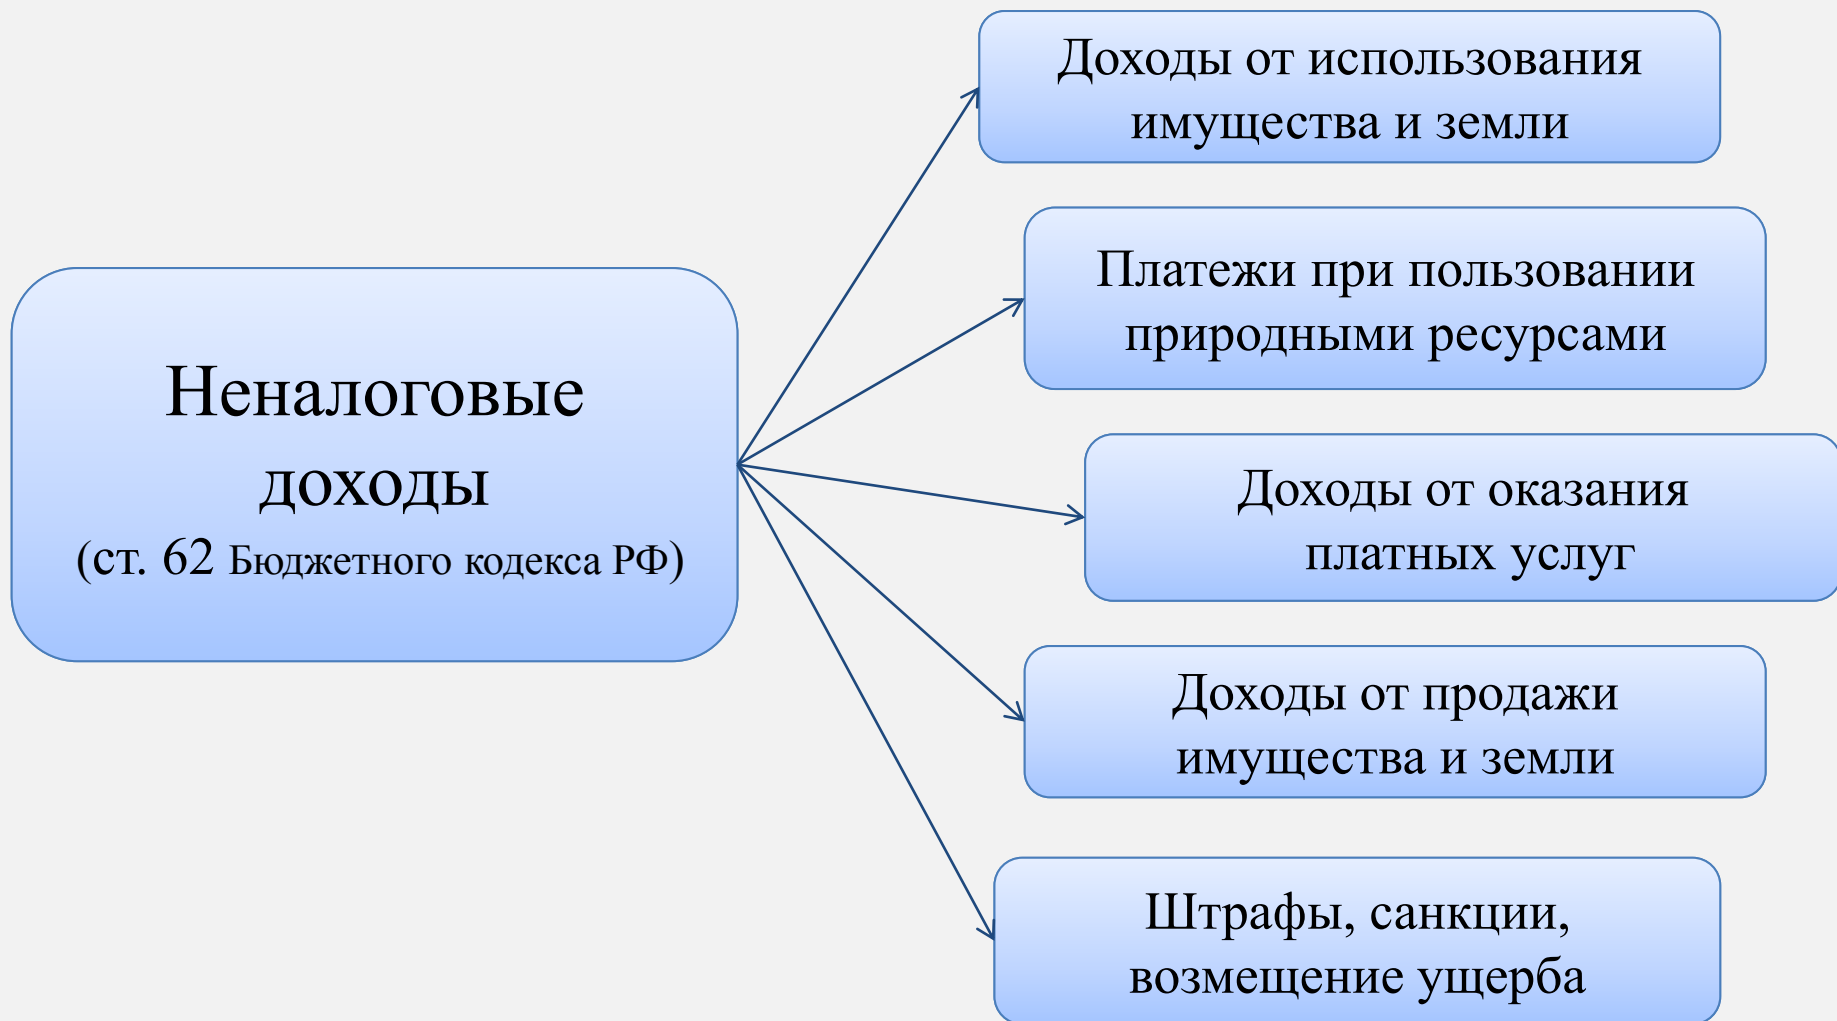 Неналоговые
доходы
(ст. 62 Бюджетного кодекса РФ)
Доходы от использования
имущества и земли
Платежи при пользовании
природными ресурсами
Доходы от оказания
платных услуг
Доходы от продажи
имущества и земли
Штрафы, санкции,
возмещение ущерба